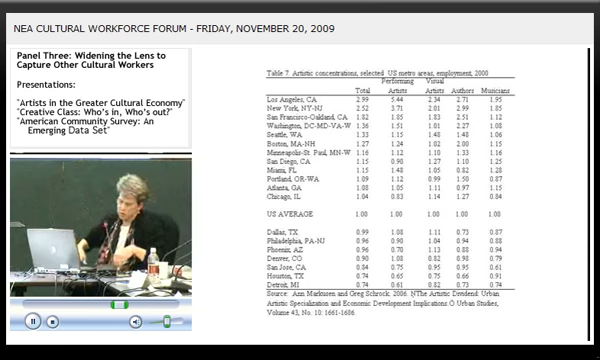 NEA CULTURAL WORKFORCE FORUM - FRIDAY, NOVEMBER 20, 2009
Panel Three: Widening the Lens to
Capture Other Cultural Workers
Presentations:
"Artists in the Greater Cultural Economy"
"Creative Class: Who's in, Who's out?"
"American Community Survey: An
Emerging Data Set"
Table 7. Artistic concentrations, selected US metro areas, employment, 2000
Performing Visual
Total Artists Artists Authors Musicians
Los Angeles, CA 2.99 5.44 2.34 2.71 1.95
New York, NY-NJ 2.52 3.71 2.01 2.99 1.85
San Francisco-Oakland, CA 1.82 1.05 1.83 2.51 1.12
Washington, DC-MD-VA-W 1.36 1.51 1.01 2.27 1.08
Seattle, WA 1.33 1.15 1.48 1.48 1.06
Boston, MA-NH 1.27 1.24 1.02 2.00 1.15
Minneapolis-St. Paul, MN-W 1.16 1.12 1.10 1.33 1.16
San Diego, CA 1.15 0.90 1.27 1.10 1.25
Miami, FL 1.15 1.48 1.05 0.82 1.28
Portland, OR-WA 1.09 1.12 0.99 1.50 0.87
Atlanta, GA 1.08 1.05 1.11 0.97 1.15
Chicago, IL 1.04 0.83 1.14 1.27 0.84
US AVERAGE 1.00 1.00 1.00 1.00 1.00
Dallas, TX 0.99 1.08 1.11 0.73 0.87
Philadelphia, PA-NJ 0.96 0.90 1.04 0.94 0.88
Phoenix, AZ 0.96 0.70 1.13 0.88 0.94
Denver, CO 0.90 1.08 0.82 0.98 0.79
San Jose, CA 0.84 0.75 0.95 0.95 0.61
Houston, TX 0.74 0.65 0.75 0.66 0.91
Detroit, MI 0.74 0.61 0.82 0.73 0.74
Source: Ann Markusen and Greg Schrock. 2006. ŅThe Artistic Dividend: Urban
Artistic Specialization and Economic Development Implications.Ó Urban Studies,
Volume 43, No. 10: 1661-1686